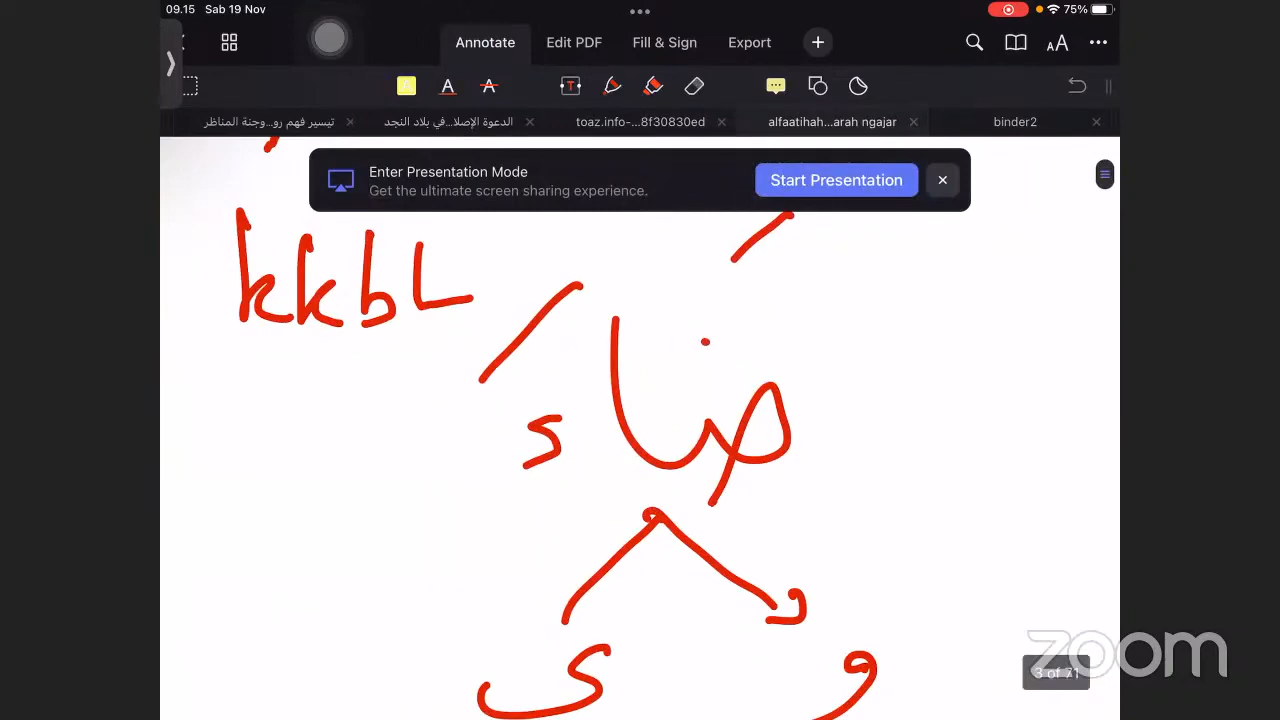 09.15 Sab 19 Nov 75%
Annotate Edit PDF Fill & Sign Export
تيسير فهم رو...وجنة المناظر الدعوة الإصلا...في بلاد النجد toaz.info-...8f30830ed alfaatihah...arah ngajar binder2
Enter Presentation Mode
Get the ultimate screen sharing experience.
Start Presentation
kkbL
ضاء
ى و
zoom
3 of 71